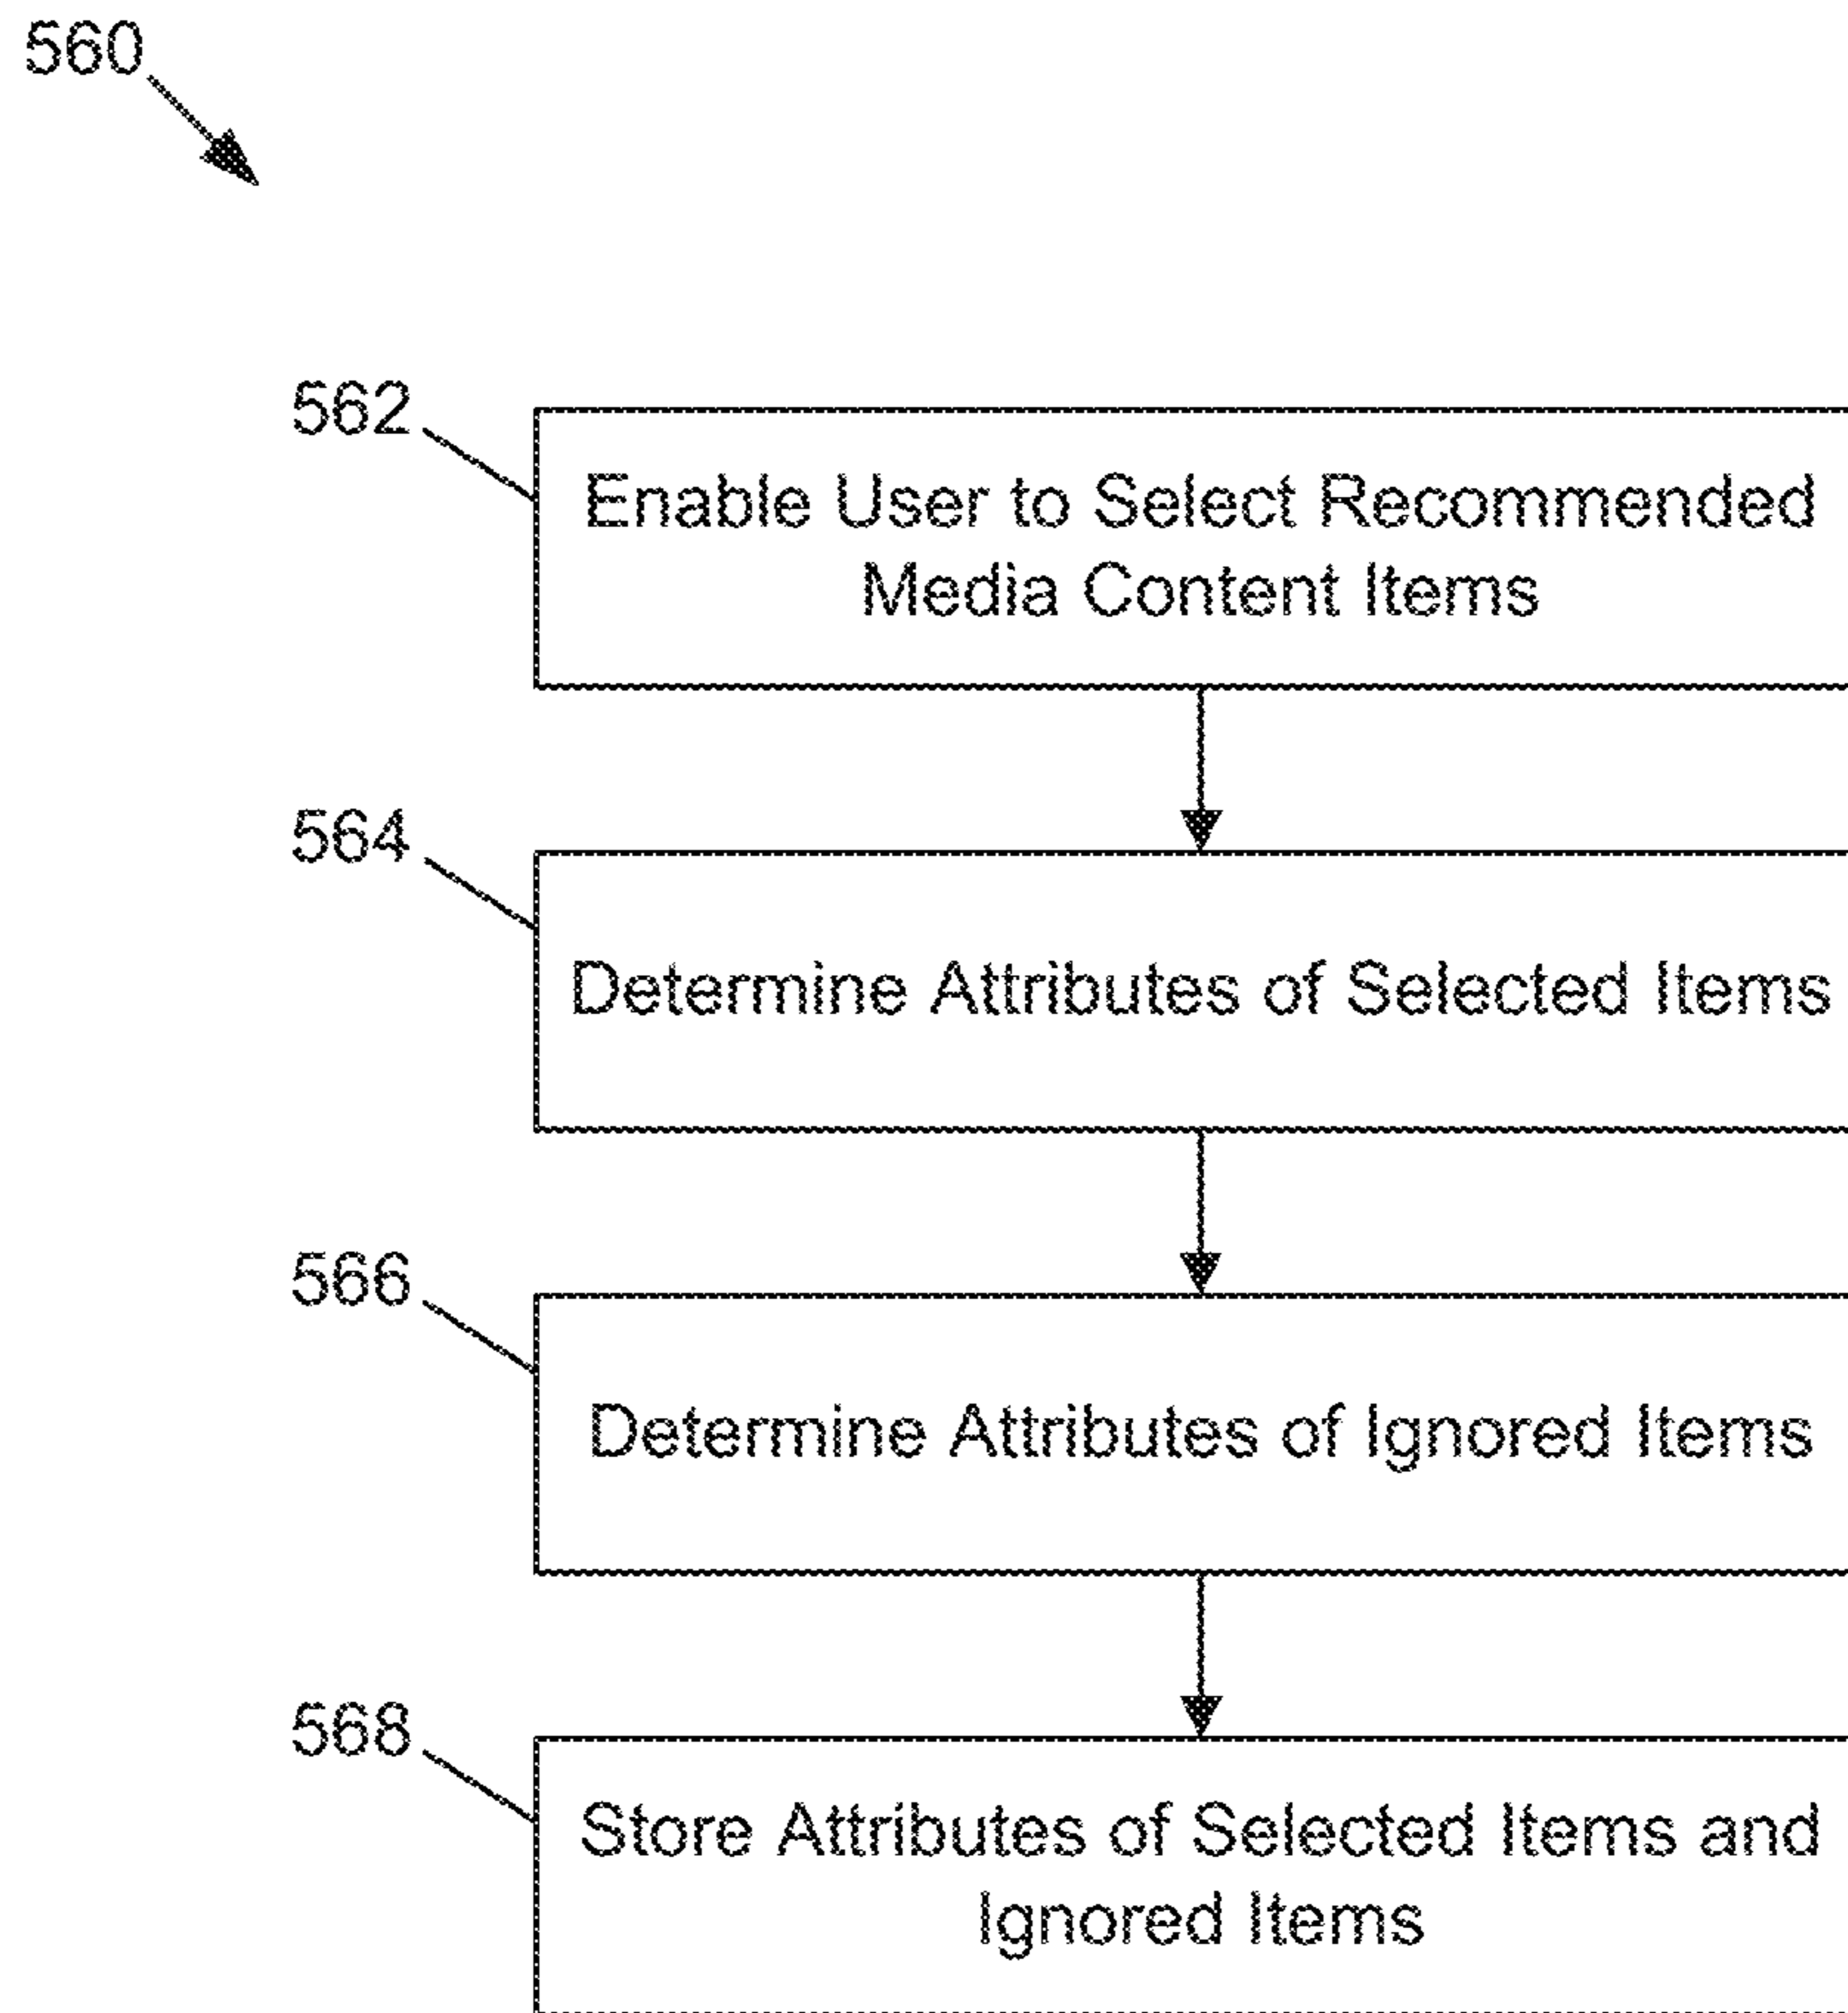 560
562
Enable User to Select Recommended
Media Content Items
564
Determine Attributes of Selected Items
566
Determine Attributes of Ignored Items
568
Store Attributes of Selected Items and
Ignored Items